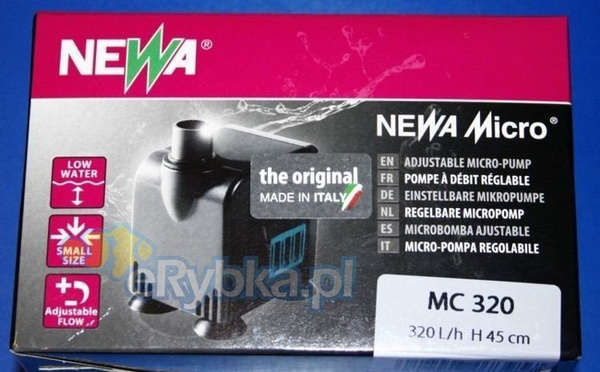 NEWA®
NEWA Micro®
LOW
WATER
SMALL
SIZE
Adjustable
FLOW
the original
MADE IN ITALY
EN ADJUSTABLE MICRO-PUMP
FR POMPE À DÉBIT RÉGLABLE
DE EINSTELLBARE MIKROPUMPE
NL REGELBARE MICROPOMP
ES MICROBOMBA AJUSTABLE
IT MICRO-POMPA REGOLABILE
eRybka.pl
MC 320
320 L/h H 45 cm